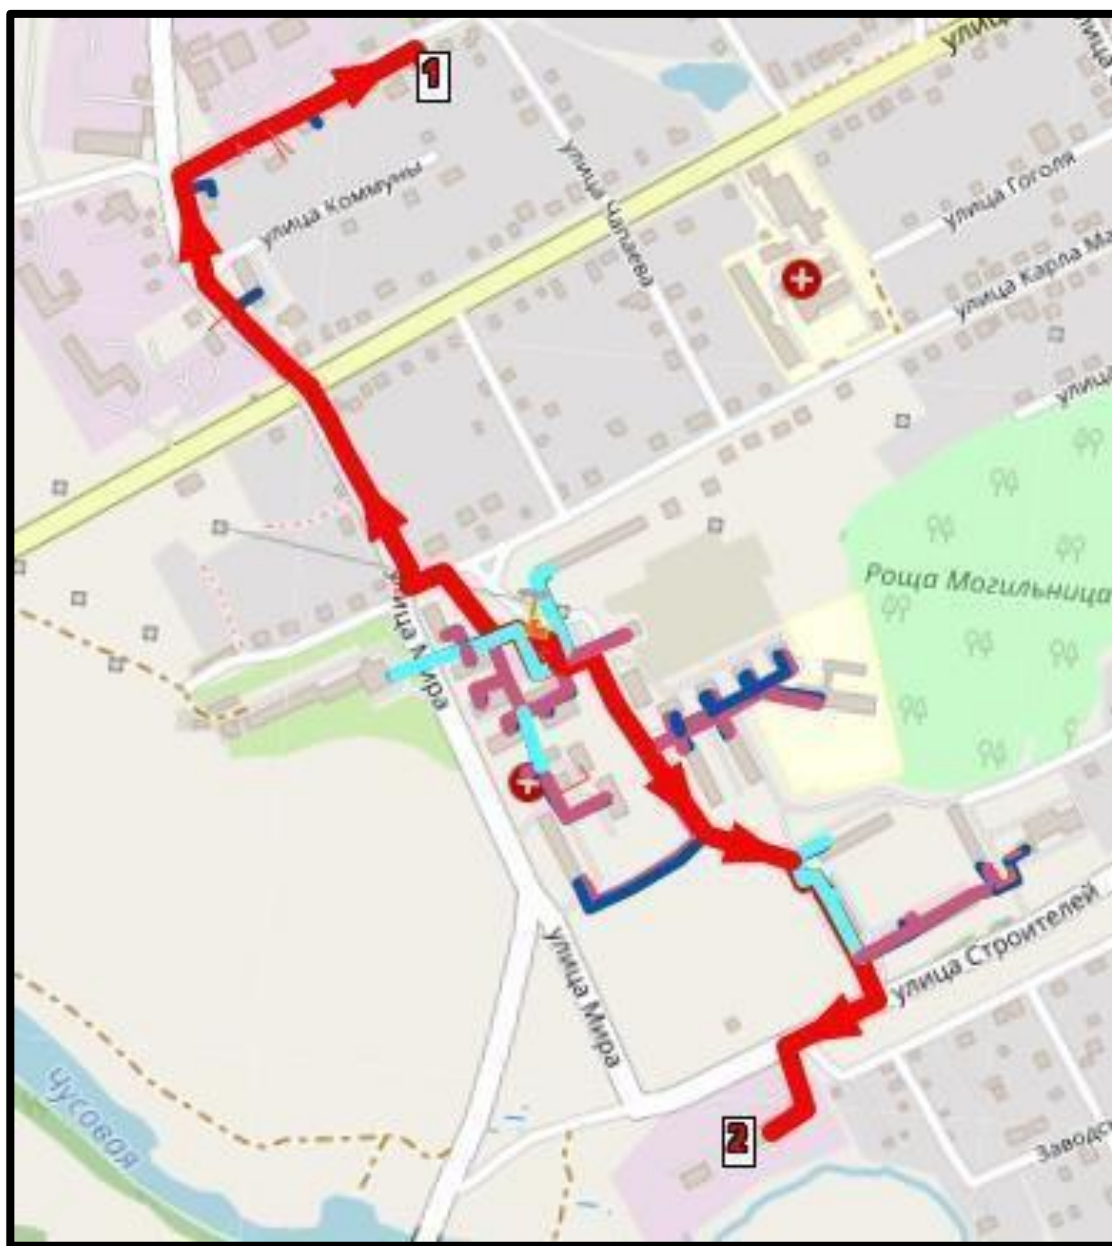 улица
1
улица Чапаева
улица Коммуны
улица Гоголя
улица Карла Ма
улица
Роща Могильница
улица Мира
улица Строителей
улица Мира
Чусовая
2
Заводс